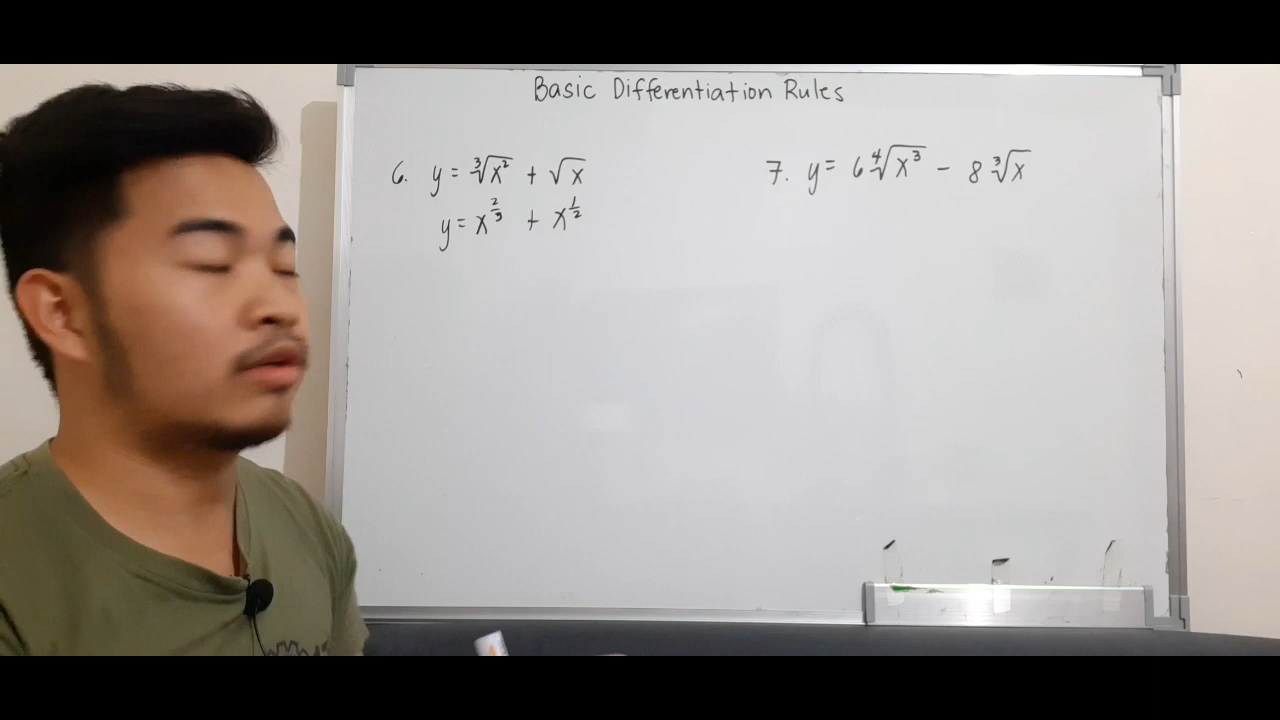 Basic Differentiation Rules
6. y = ∛x² + √x
y = x^(2/3) + x^(1/2)
7. y = 6∜x³ - 8∛x